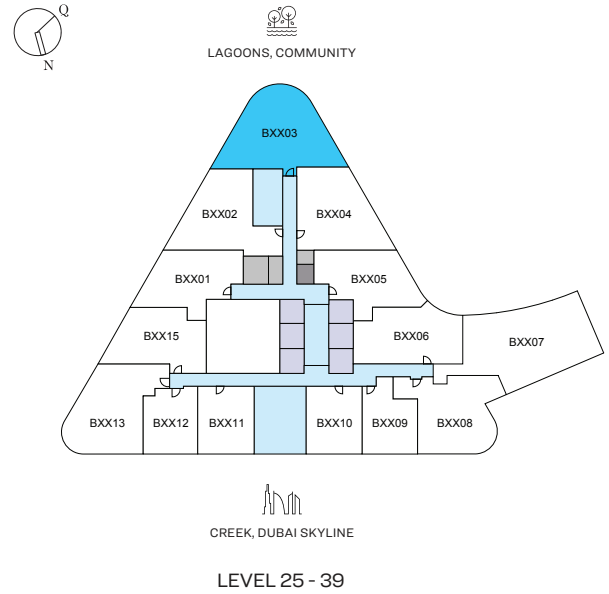 Q
N
LAGOONS, COMMUNITY
BXX03
BXX02
BXX04
BXX01
BXX05
BXX15
BXX06
BXX07
BXX13
BXX12
BXX11
BXX10
BXX09
BXX08
CREEK, DUBAI SKYLINE
LEVEL 25 - 39